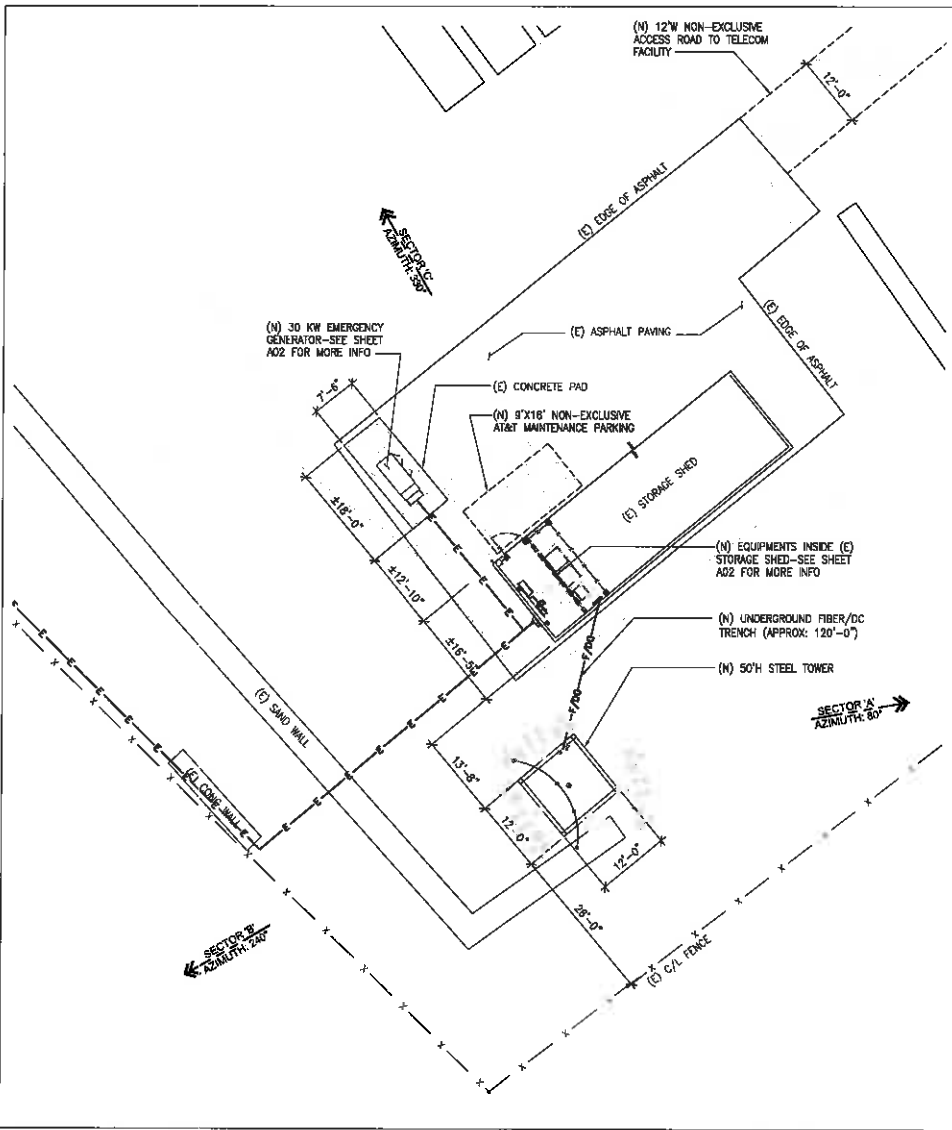 (N) 12'W NON-EXCLUSIVE
ACCESS ROAD TO TELECOM
FACILITY
12'-0"
(E) EDGE OF ASPHALT
SECTOR 'C'
AZIMUTH: 330°
(N) 30 KW EMERGENCY
GENERATOR-SEE SHEET
A02 FOR MORE INFO
(E) ASPHALT PAVING
(E) EDGE OF ASPHALT
7'-6"
(E) CONCRETE PAD
(N) 9'X18' NON-EXCLUSIVE
AT&T MAINTENANCE PARKING
(E) STORAGE SHED
±18'-0"
(N) EQUIPMENTS INSIDE (E)
STORAGE SHED-SEE SHEET
A02 FOR MORE INFO
±12'-10"
E
E
E
E
(N) UNDERGROUND FIBER/DC
TRENCH (APPROX: 120'-0")
±16'-5"
F/DC
(N) 50'H STEEL TOWER
(E) SAND WALL
F/DC
SECTOR 'A'
AZIMUTH: 80°
13'-8"
(E) CONC WALL
12'-0"
12'-0"
28'-0"
SECTOR 'B'
AZIMUTH: 240°
(E) C/L FENCE